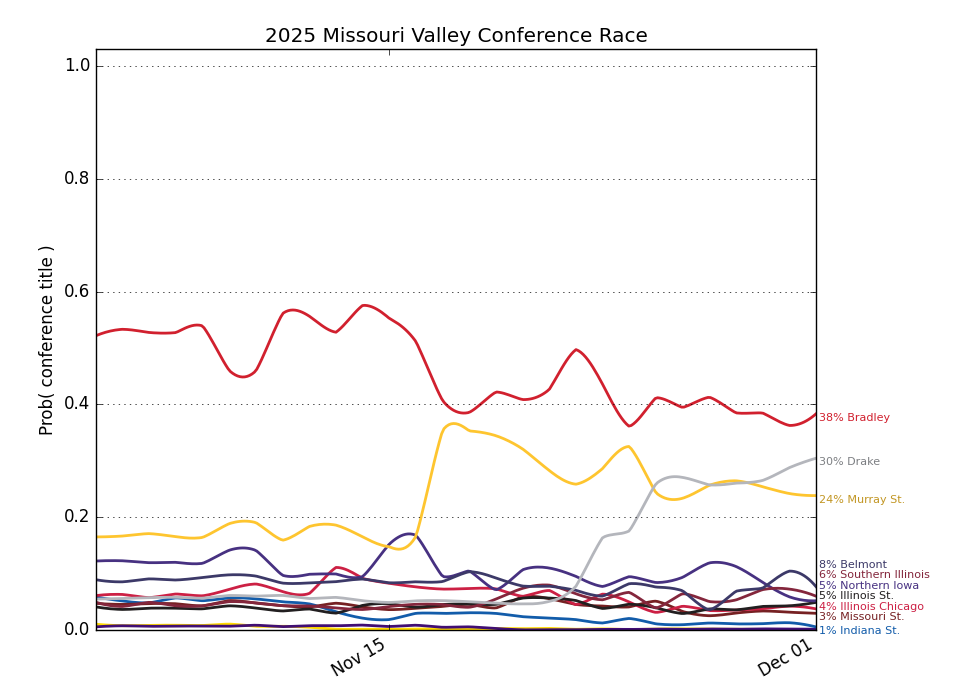 2025 Missouri Valley Conference Race
1.0
0.8
0.6
0.4
0.2
0.0
Prob( conference title )
Nov 15
Dec 01
38% Bradley
30% Drake
24% Murray St.
8% Belmont
6% Southern Illinois
5% Northern Iowa
5% Illinois St.
4% Illinois Chicago
3% Missouri St.
1% Indiana St.